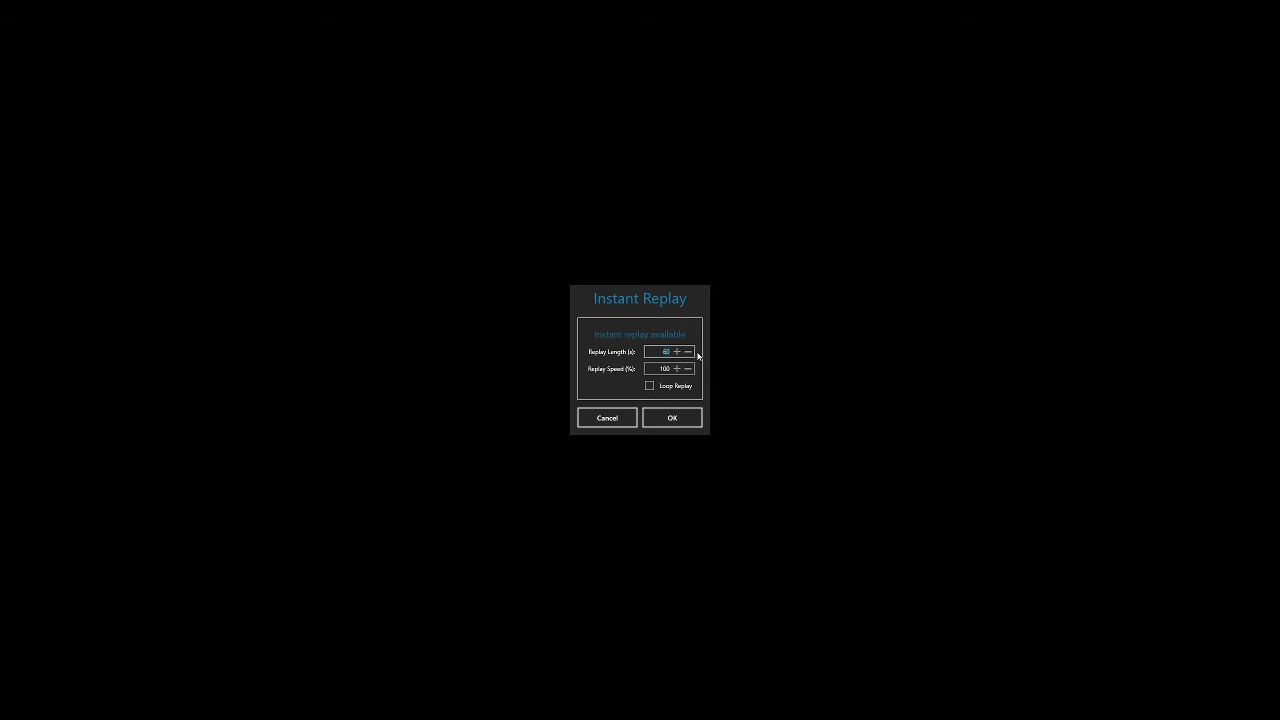 Instant Replay
Instant replay available
Replay Length (s): 60
Replay Speed (%): 100
Loop Replay
Cancel OK